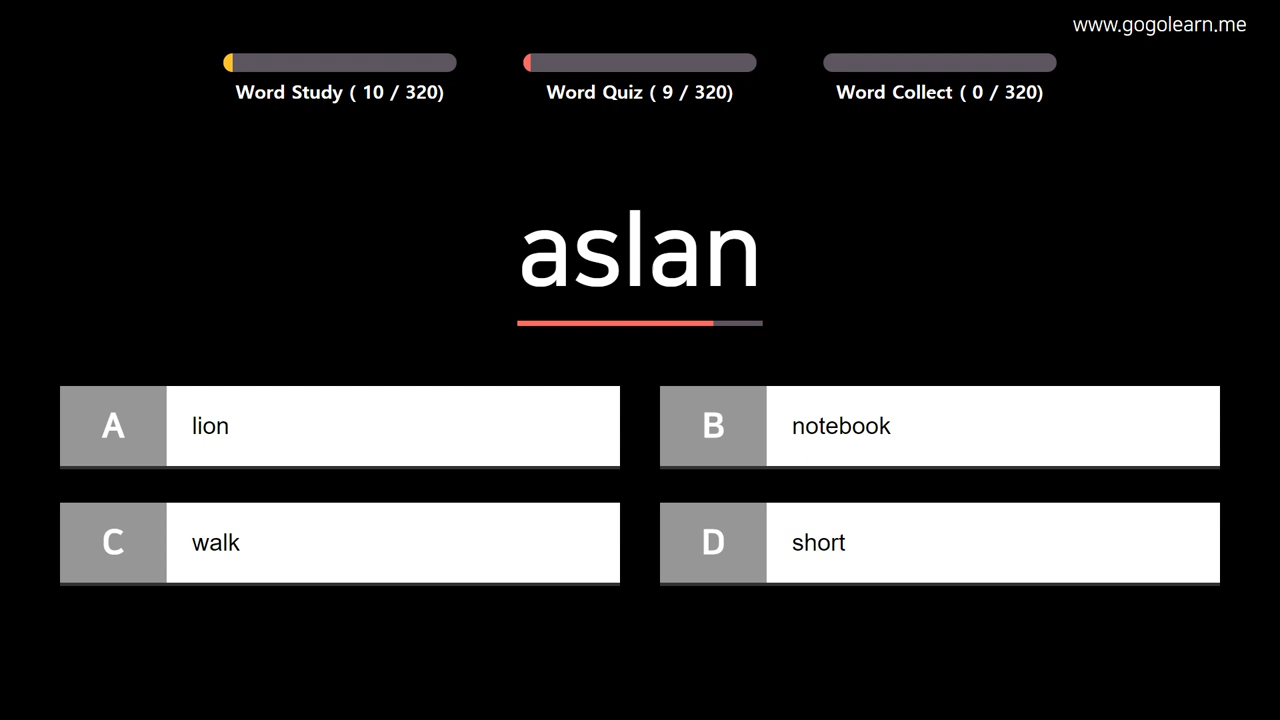 www.gogolearn.me
Word Study ( 10 / 320)
Word Quiz ( 9 / 320)
Word Collect ( 0 / 320)
aslan
A lion
B notebook
C walk
D short